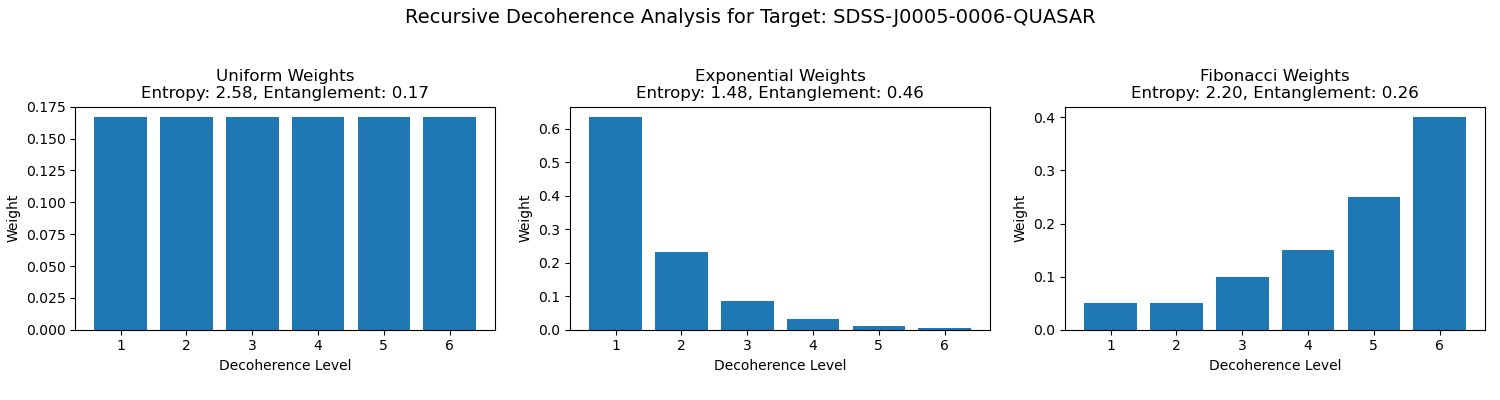 Recursive Decoherence Analysis for Target: SDSS-J0005-0006-QUASAR
Uniform Weights
Entropy: 2.58, Entanglement: 0.17
Weight
0.175
0.150
0.125
0.100
0.075
0.050
0.025
0.000
1 2 3 4 5 6
Decoherence Level
Exponential Weights
Entropy: 1.48, Entanglement: 0.46
Weight
0.6
0.5
0.4
0.3
0.2
0.1
0.0
1 2 3 4 5 6
Decoherence Level
Fibonacci Weights
Entropy: 2.20, Entanglement: 0.26
Weight
0.4
0.3
0.2
0.1
0.0
1 2 3 4 5 6
Decoherence Level